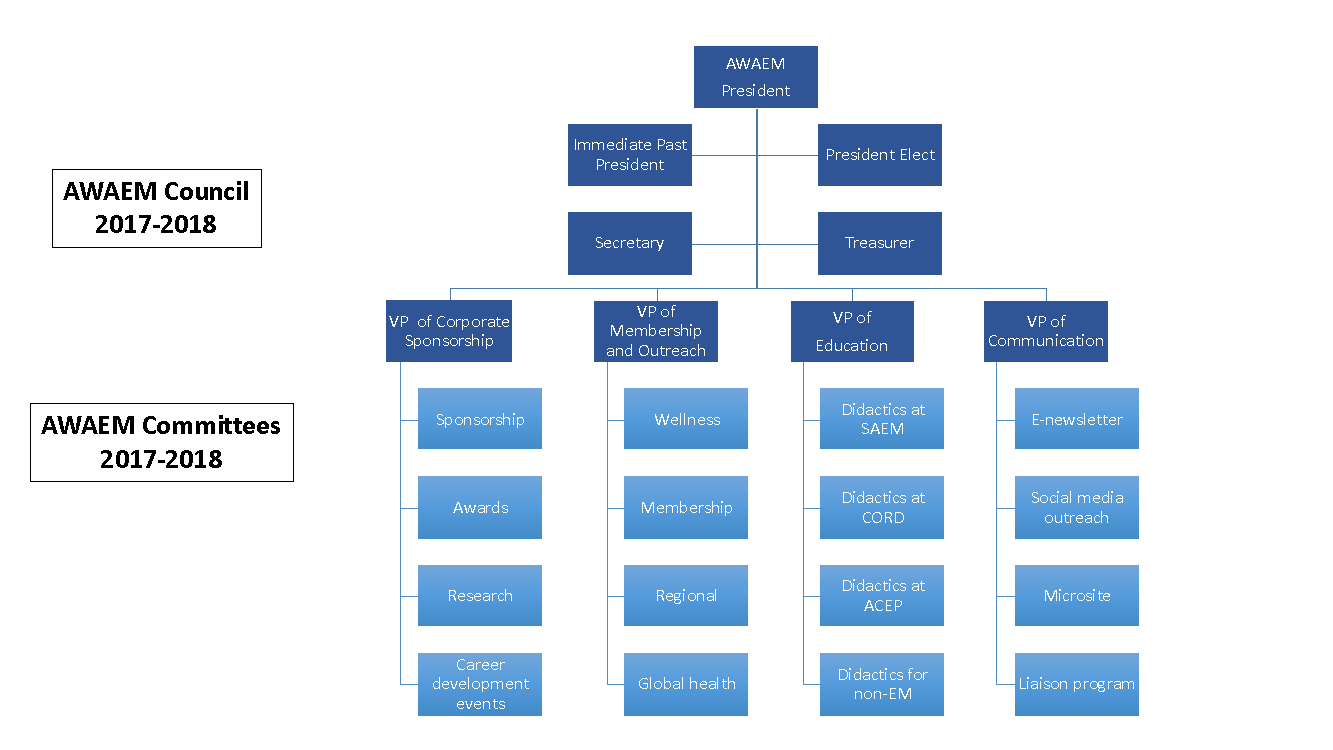 AWAEM
President
Immediate Past
President
President Elect
AWAEM Council
2017-2018
Secretary
Treasurer
VP of Corporate
Sponsorship
VP of
Membership
and Outreach
VP of
Education
VP of
Communication
AWAEM Committees
2017-2018
Sponsorship
Wellness
Didactics at
SAEM
E-newsletter
Awards
Membership
Didactics at
CORD
Social media
outreach
Research
Regional
Didactics at
ACEP
Microsite
Career
development
events
Global health
Didactics for
non-EM
Liaison program